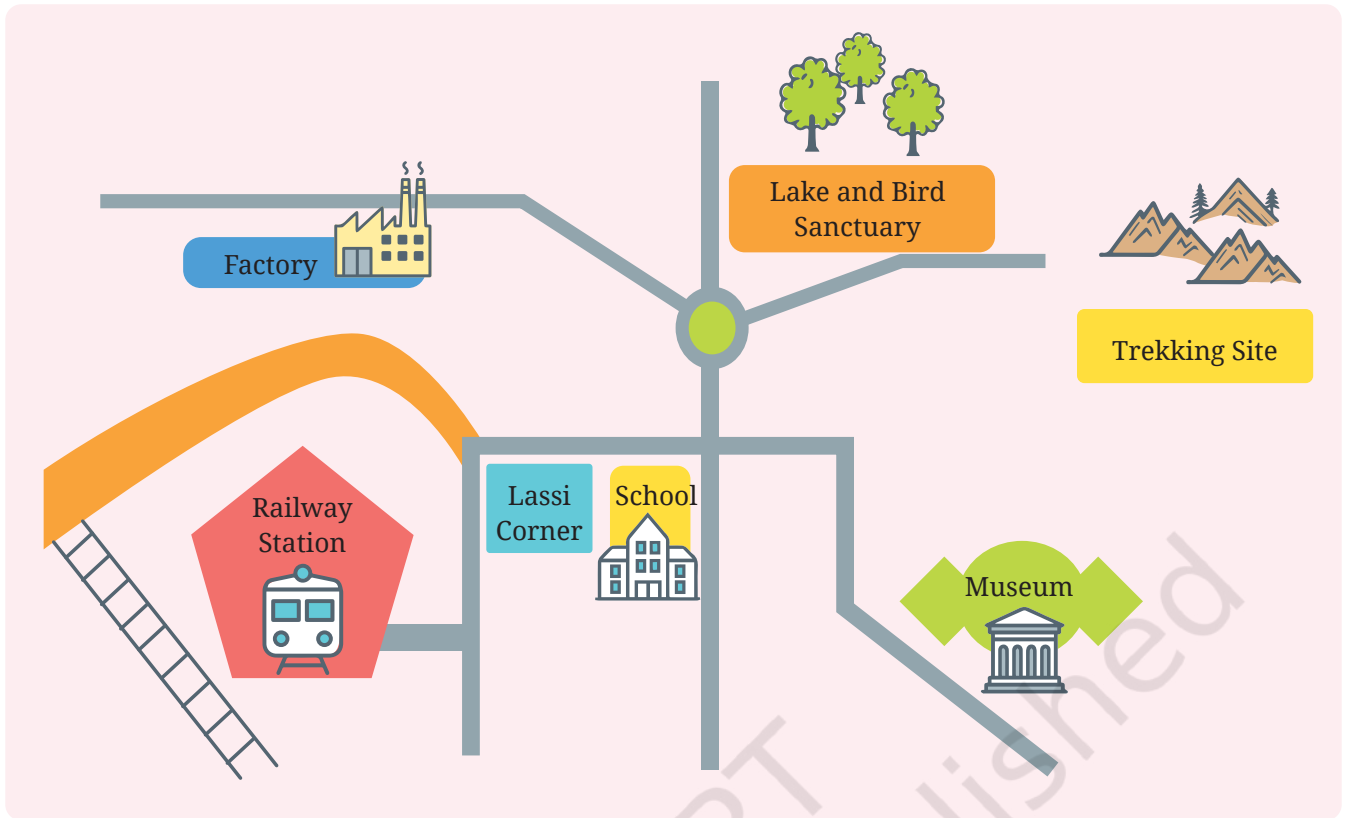 Lake and Bird
Sanctuary
Factory
Trekking Site
Railway
Station
Lassi
Corner
School
Museum